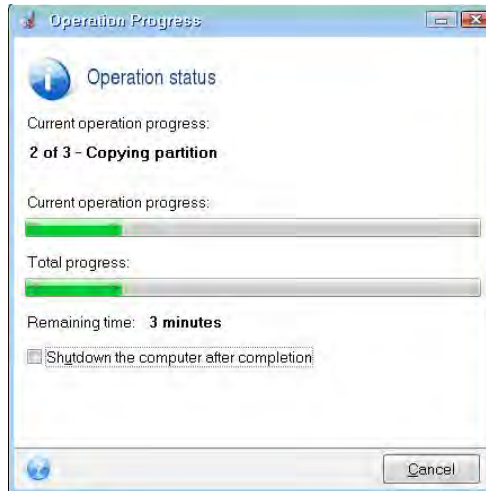 Operation Progress
Operation status
Current operation progress:
2 of 3 - Copying partition
Current operation progress:
Total progress:
Remaining time: 3 minutes
Shutdown the computer after completion
Cancel